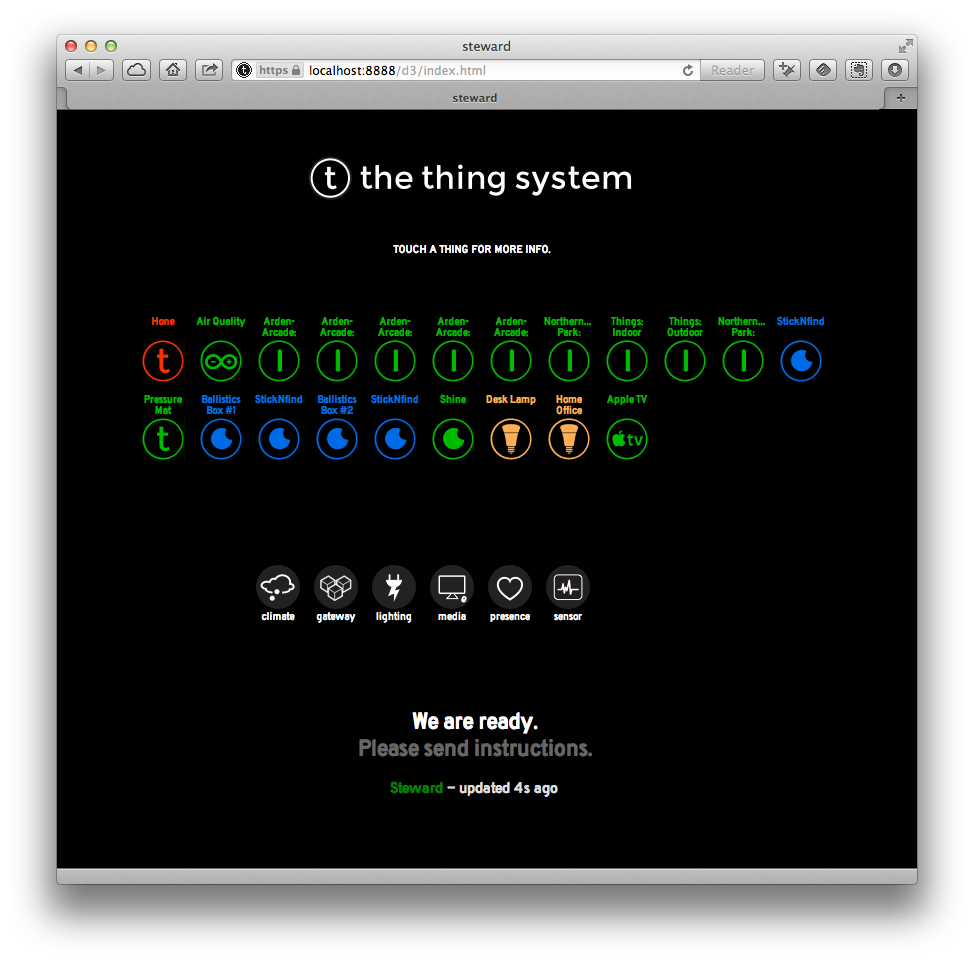 steward
https localhost:8888/d3/index.html Reader
steward
t the thing system
TOUCH A THING FOR MORE INFO.
Hone Air Quality Arden- Arden- Arden- Arden- Arden- Northern... Things: Things: Northern... StickNfind
Arcade: Arcade: Arcade: Arcade: Arcade: Park: Indoor Outdoor Park:
t
Pressure Ballistics StickNfind Ballistics StickNfind Shine Desk Lamp Home Apple TV
Mat Box #1 Box #2 Office
t tv
climate gateway lighting media presence sensor
We are ready.
Please send instructions.
Steward – updated 4s ago